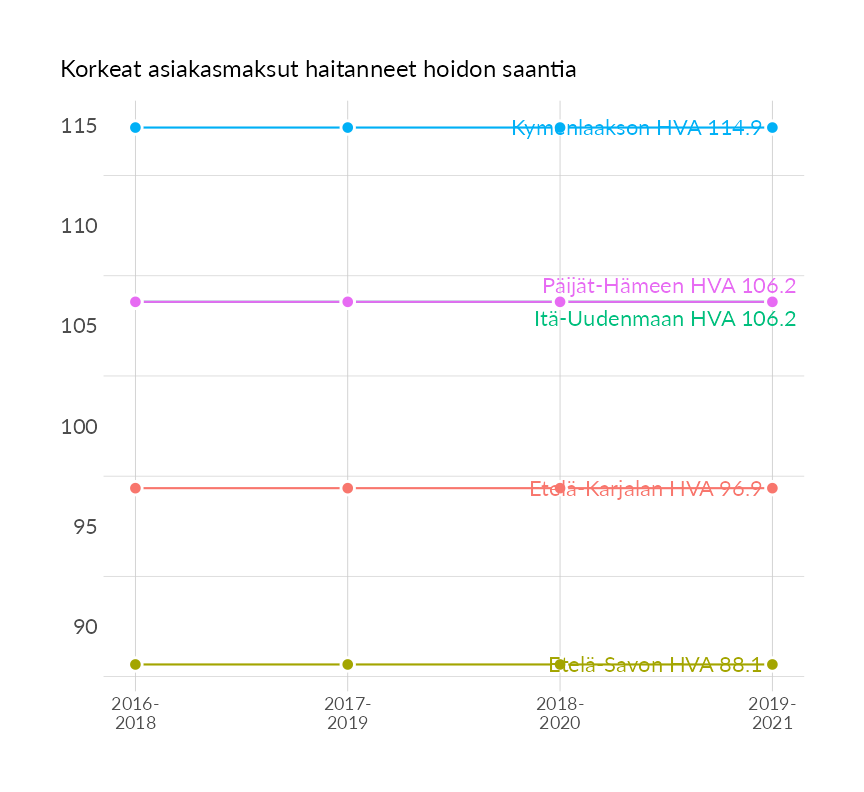 Korkeat asiakasmaksut haitanneet hoidon saantia
115
Kymenlaakson HVA 114.9
110
Päijät-Hämeen HVA 106.2
105
Itä-Uudenmaan HVA 106.2
100
Etelä-Karjalan HVA 96.9
95
90
Etelä-Savon HVA 88.1
2016-
2018
2017-
2019
2018-
2020
2019-
2021